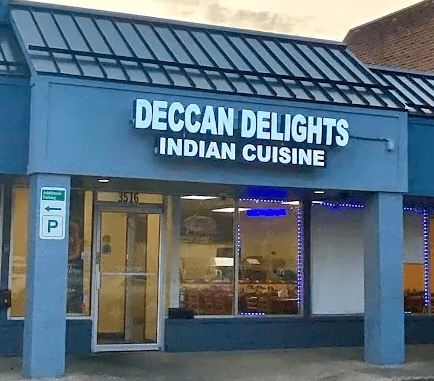 DECCAN DELIGHTS
INDIAN CUISINE
3516
Additional
Parking
P